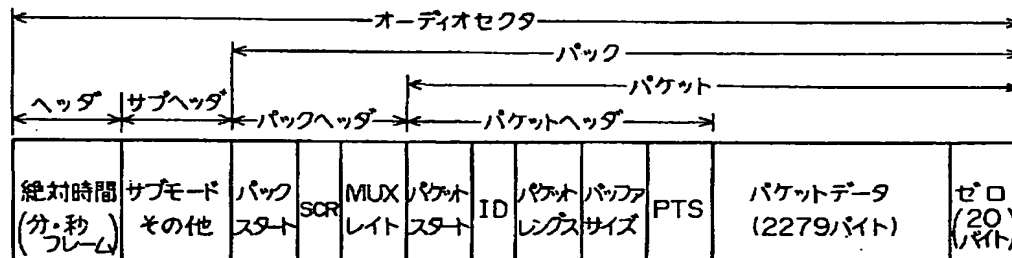 オーディオセクタ
パック
パケット
ヘッダ サブヘッダ パックヘッダ パケットヘッダ
絶対時間
(分・秒
フレーム)
サブモード
その他
パック
スタート
SCR
MUX
レイト
パケット
スタート
ID
パケット
レングス
バッファ
サイズ
PTS
パケットデータ
(2279バイト)
ゼロ
(20
バイト)